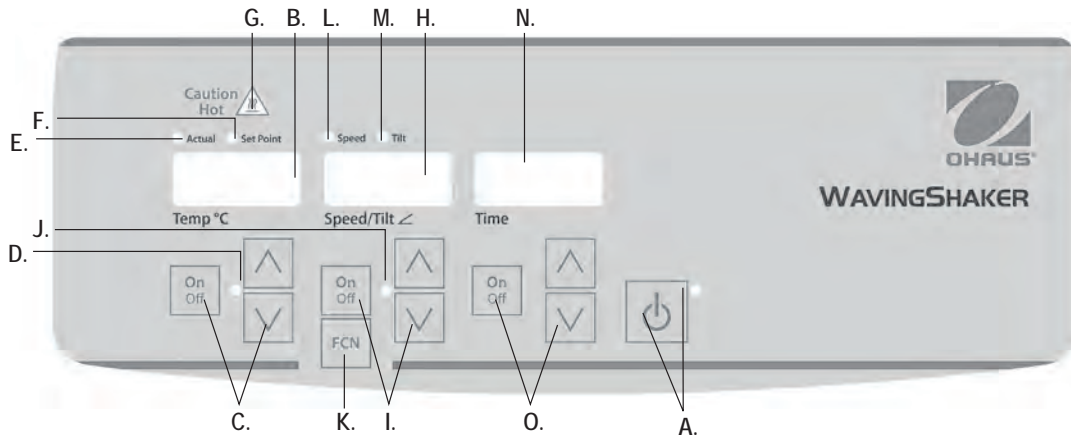 G. B. L. M. H. N.
Caution
Hot
F.
E.
Actual Set Point Speed Tilt
OHAUS
WAVINGSHAKER
Temp °C Speed/Tilt Time
J.
D.
On
Off
On
Off
On
Off
FCN
C. K. I. O. A.